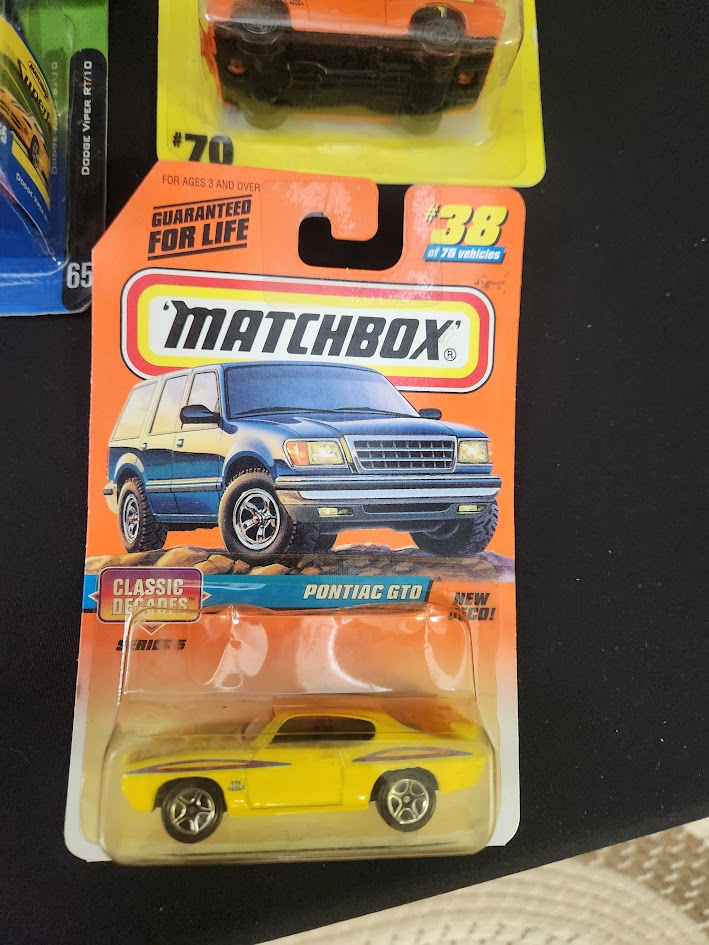 DODGE VIPER RT/10
65
#70
FOR AGES 3 AND OVER
GUARANTEED
FOR LIFE
#38
of 75 vehicles
'MATCHBOX'®
CLASSIC
DECADES™
PONTIAC GTO
NEW
DECO!
SERIES 5